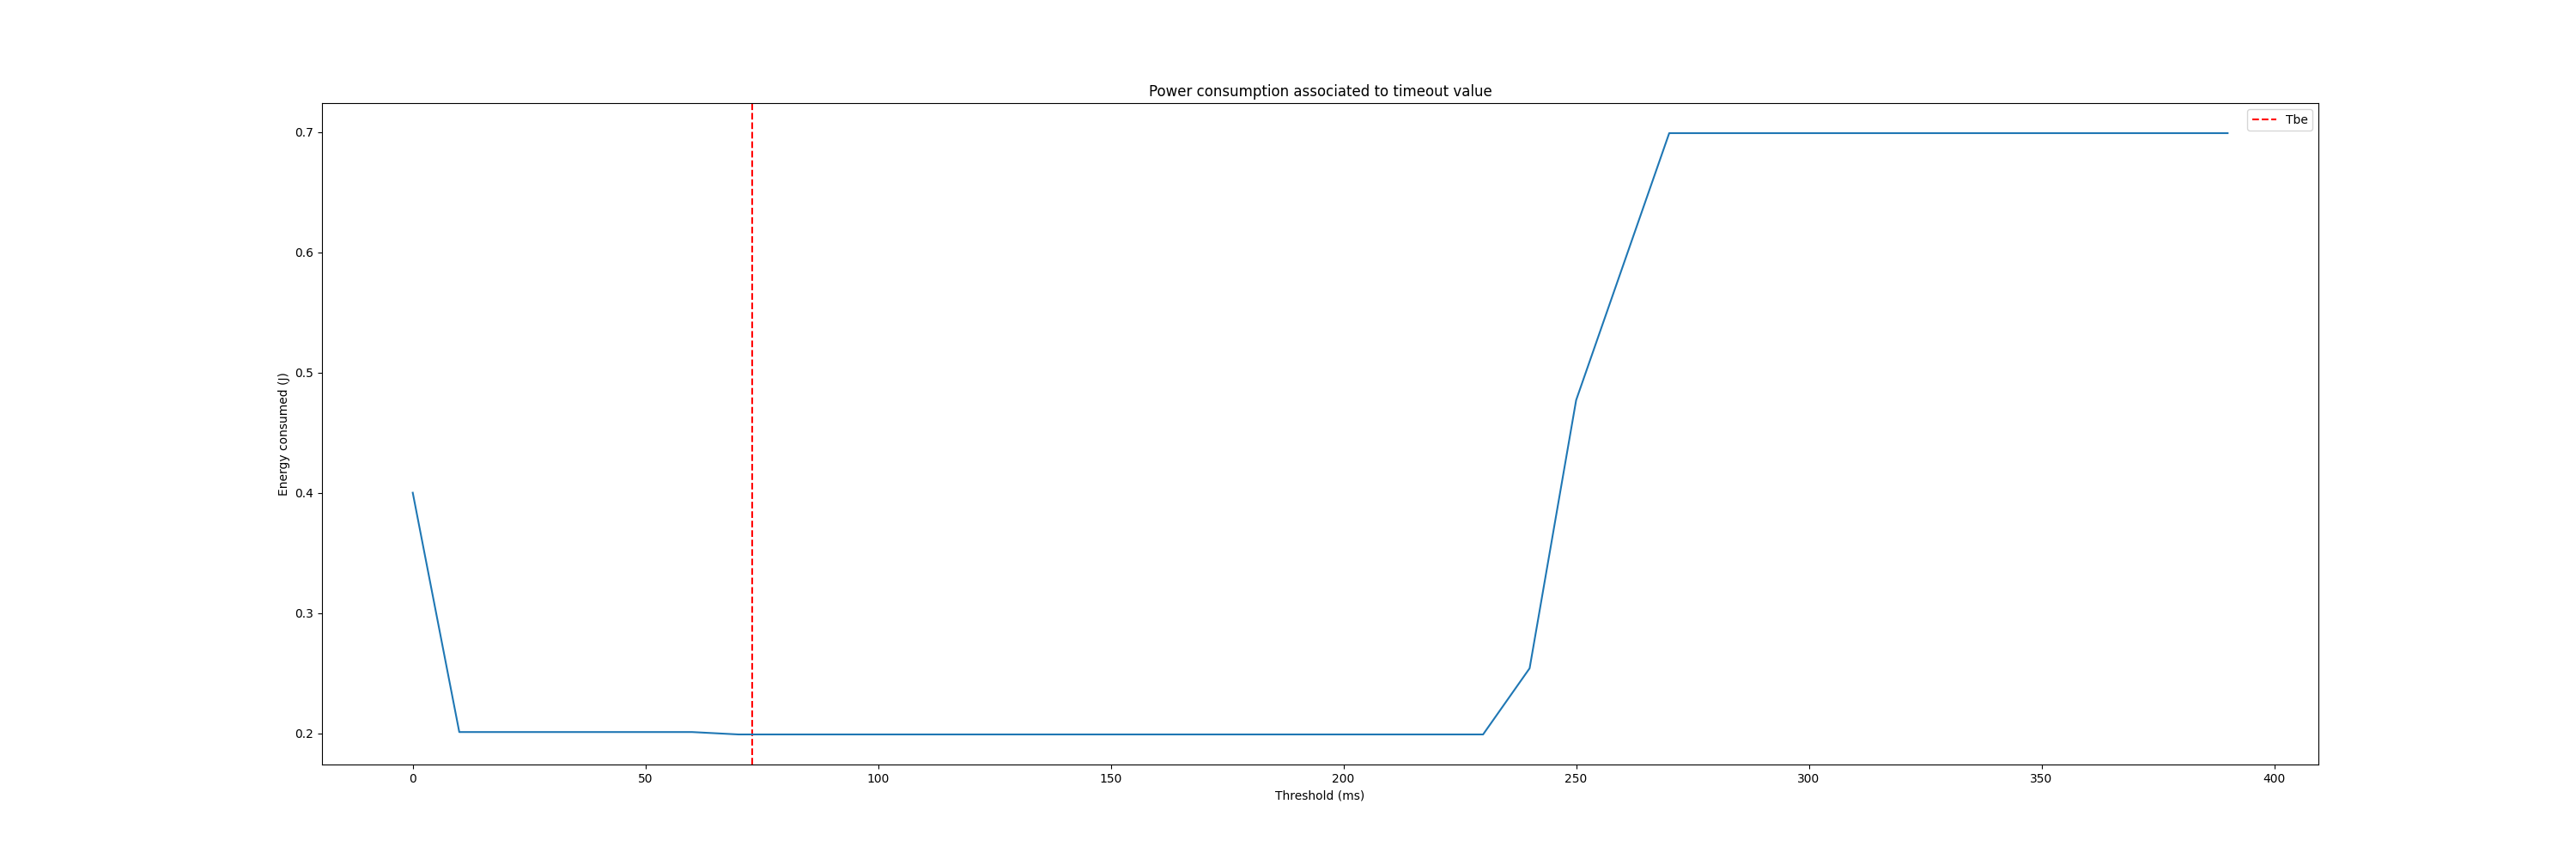 Power consumption associated to timeout value
Tbe
0.7
0.6
0.5
0.4
0.3
0.2
Energy consumed (J)
0 50 100 150 200 250 300 350 400
Threshold (ms)